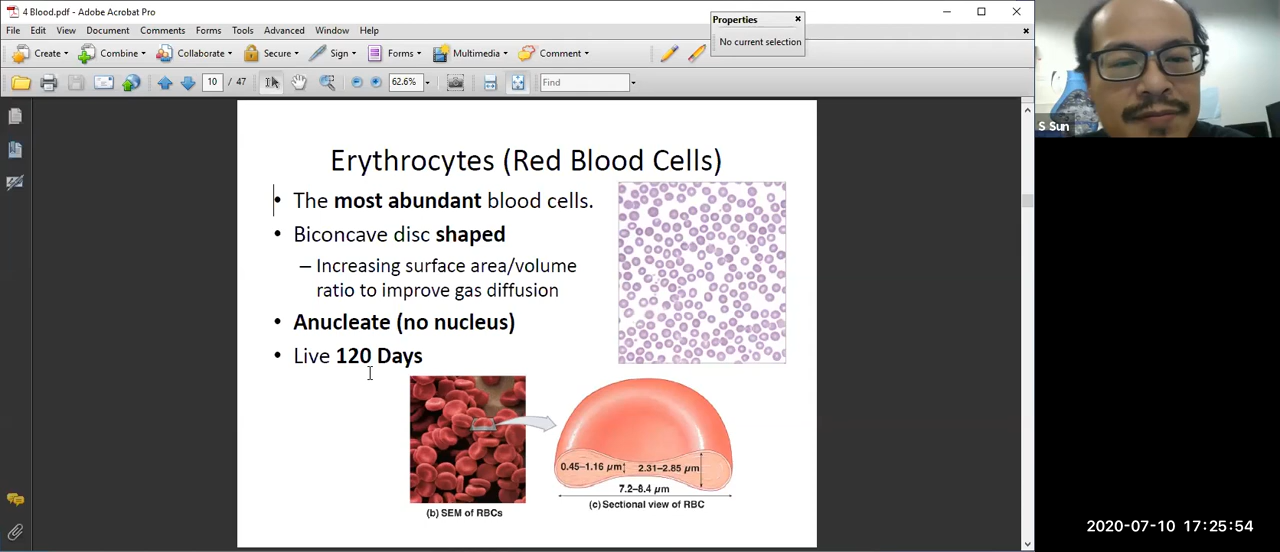 4 Blood.pdf - Adobe Acrobat Pro
File Edit View Document Comments Forms Tools Advanced Window Help
Create Combine Collaborate Secure Sign Forms Multimedia Comment
10 / 47 62.6% Find
Properties
No current selection
S Sun
Erythrocytes (Red Blood Cells)
• The most abundant blood cells.
• Biconcave disc shaped
– Increasing surface area/volume
ratio to improve gas diffusion
• Anucleate (no nucleus)
• Live 120 Days
0.45–1.16 µm 2.31–2.85 µm
7.2–8.4 µm
(b) SEM of RBCs
(c) Sectional view of RBC
2020-07-10 17:25:54